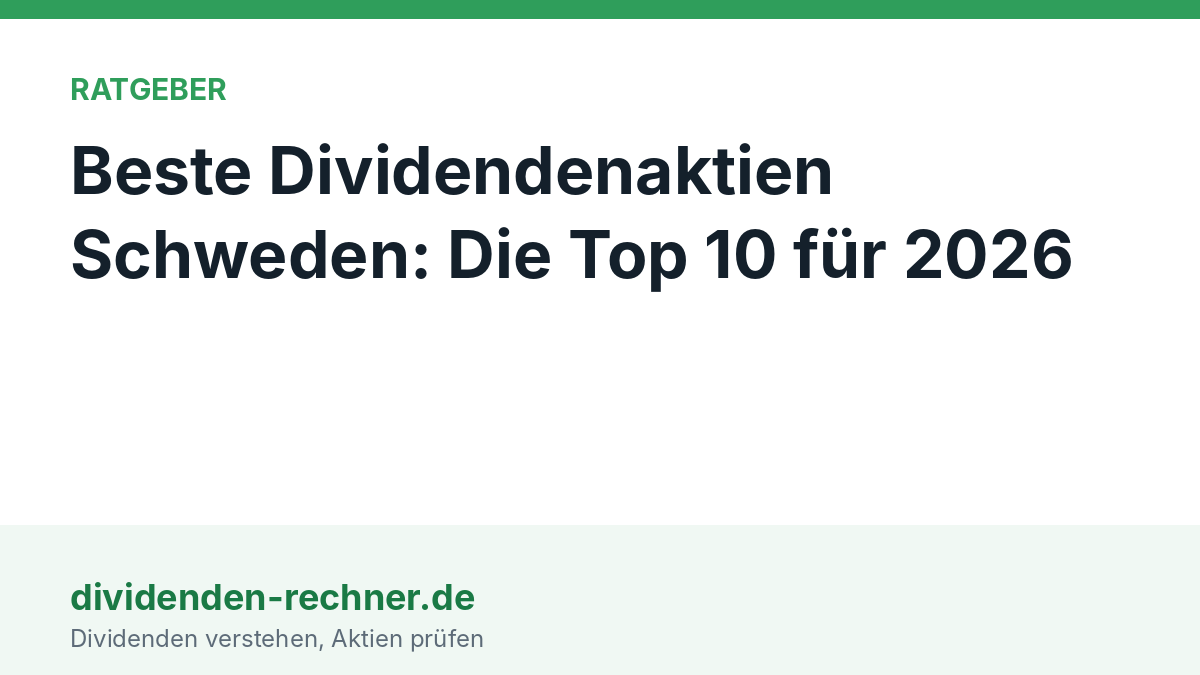 RATGEBER
Beste Dividendenaktien
Schweden: Die Top 10 für 2026
dividenden-rechner.de
Dividenden verstehen, Aktien prüfen